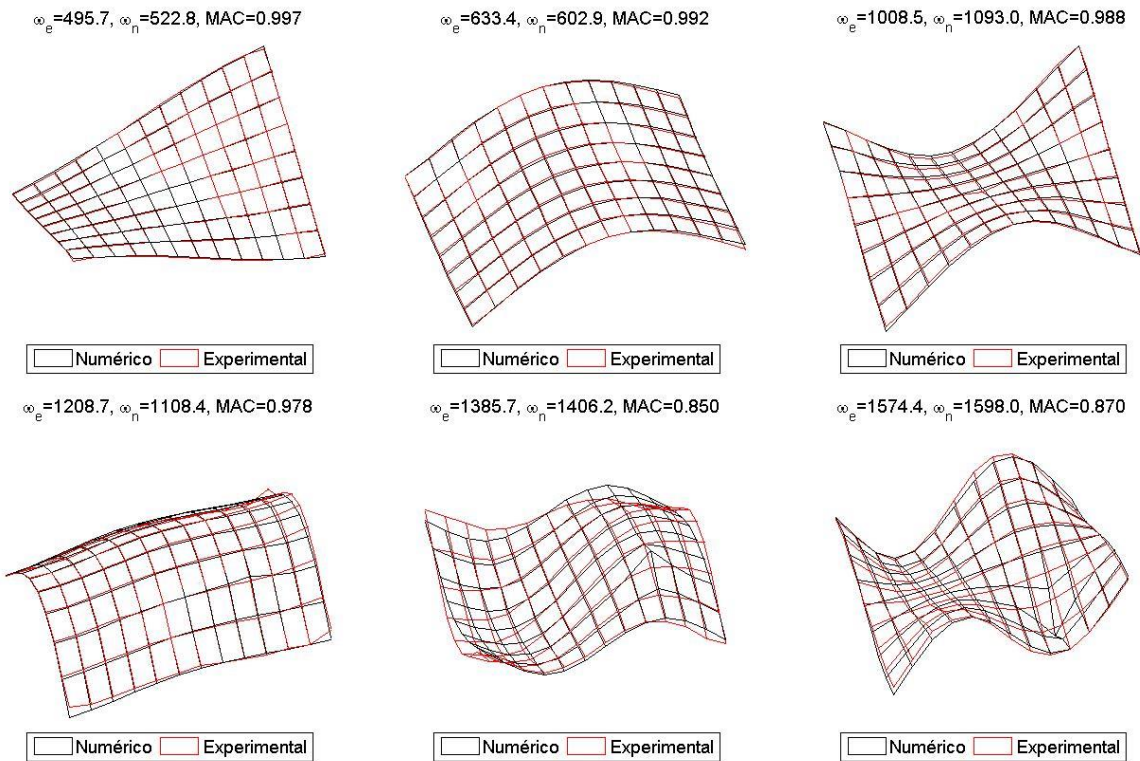 ωe=495.7, ωn=522.8, MAC=0.997
ωe=633.4, ωn=602.9, MAC=0.992
ωe=1008.5, ωn=1093.0, MAC=0.988
Numérico Experimental
Numérico Experimental
Numérico Experimental
ωe=1208.7, ωn=1108.4, MAC=0.978
ωe=1385.7, ωn=1406.2, MAC=0.850
ωe=1574.4, ωn=1598.0, MAC=0.870
Numérico Experimental
Numérico Experimental
Numérico Experimental